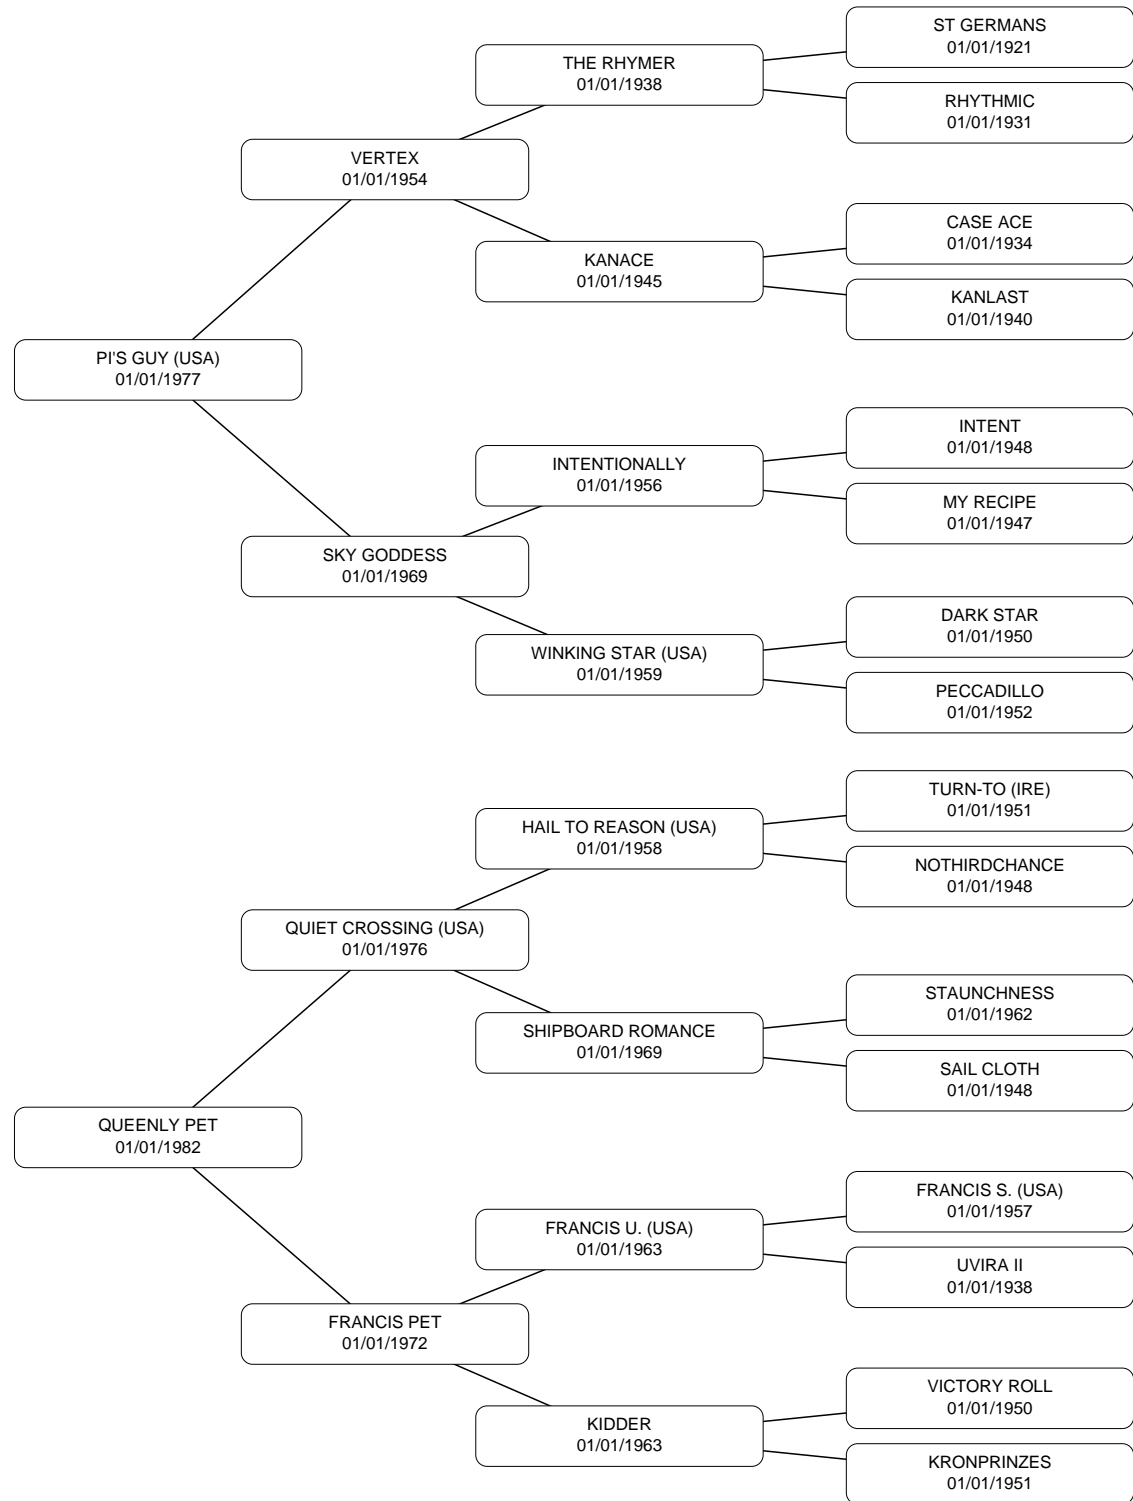 ST GERMANS
01/01/1921
THE RHYMER
01/01/1938
RHYTHMIC
01/01/1931
VERTEX
01/01/1954
CASE ACE
01/01/1934
KANACE
01/01/1945
KANLAST
01/01/1940
PI'S GUY (USA)
01/01/1977
INTENT
01/01/1948
INTENTIONALLY
01/01/1956
MY RECIPE
01/01/1947
SKY GODDESS
01/01/1969
DARK STAR
01/01/1950
WINKING STAR (USA)
01/01/1959
PECCADILLO
01/01/1952
TURN-TO (IRE)
01/01/1951
HAIL TO REASON (USA)
01/01/1958
NOTHIRDCHANCE
01/01/1948
QUIET CROSSING (USA)
01/01/1976
STAUNCHNESS
01/01/1962
SHIPBOARD ROMANCE
01/01/1969
SAIL CLOTH
01/01/1948
QUEENLY PET
01/01/1982
FRANCIS S. (USA)
01/01/1957
FRANCIS U. (USA)
01/01/1963
UVIRA II
01/01/1938
FRANCIS PET
01/01/1972
VICTORY ROLL
01/01/1950
KIDDER
01/01/1963
KRONPRINZES
01/01/1951